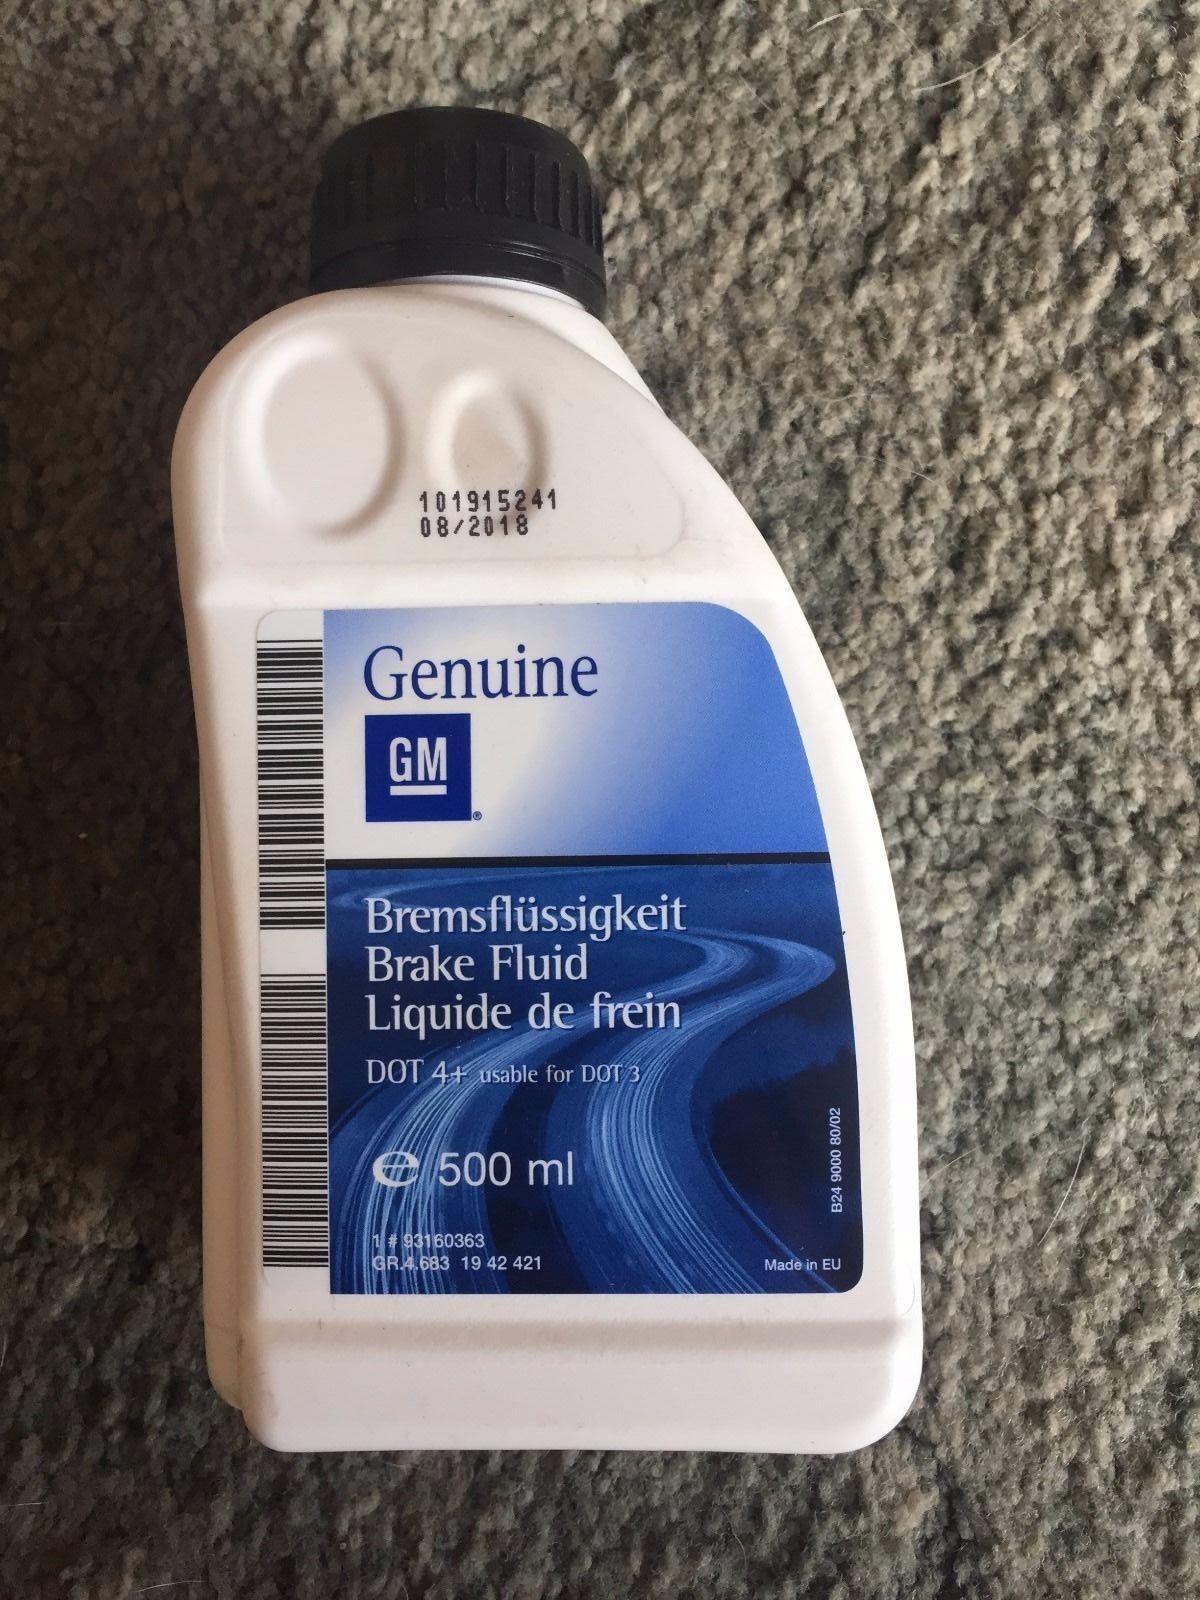 101915241
08/2018
Genuine
GM
®
Bremsflüssigkeit
Brake Fluid
Liquide de frein
DOT 4+ usable for DOT 3
e 500 ml
1 # 93160363
GR.4.683 19 42 421
Made in EU
B24 9000 80/02